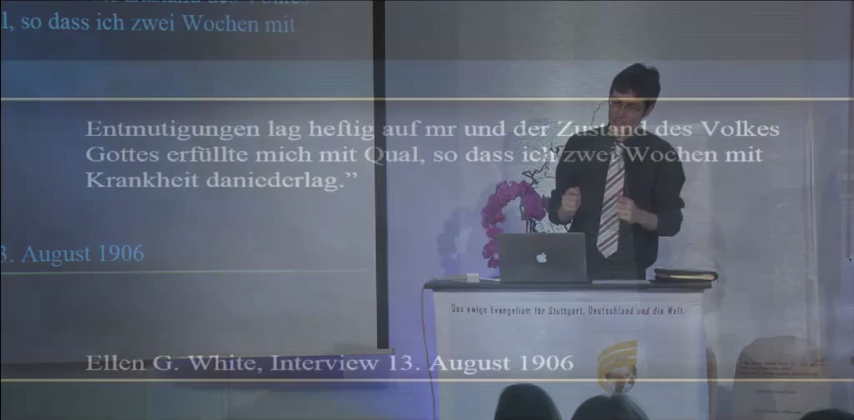 l, so dass ich zwei Wochen mit
Entmutigungen lag heftig auf mr und der Zustand des Volkes
Gottes erfüllte mich mit Qual, so dass ich zwei Wochen mit
Krankheit daniederlag.”
3. August 1906
Das ewige Evangelium für Stuttgart, Deutschland und die Welt.
Ellen G. White, Interview 13. August 1906